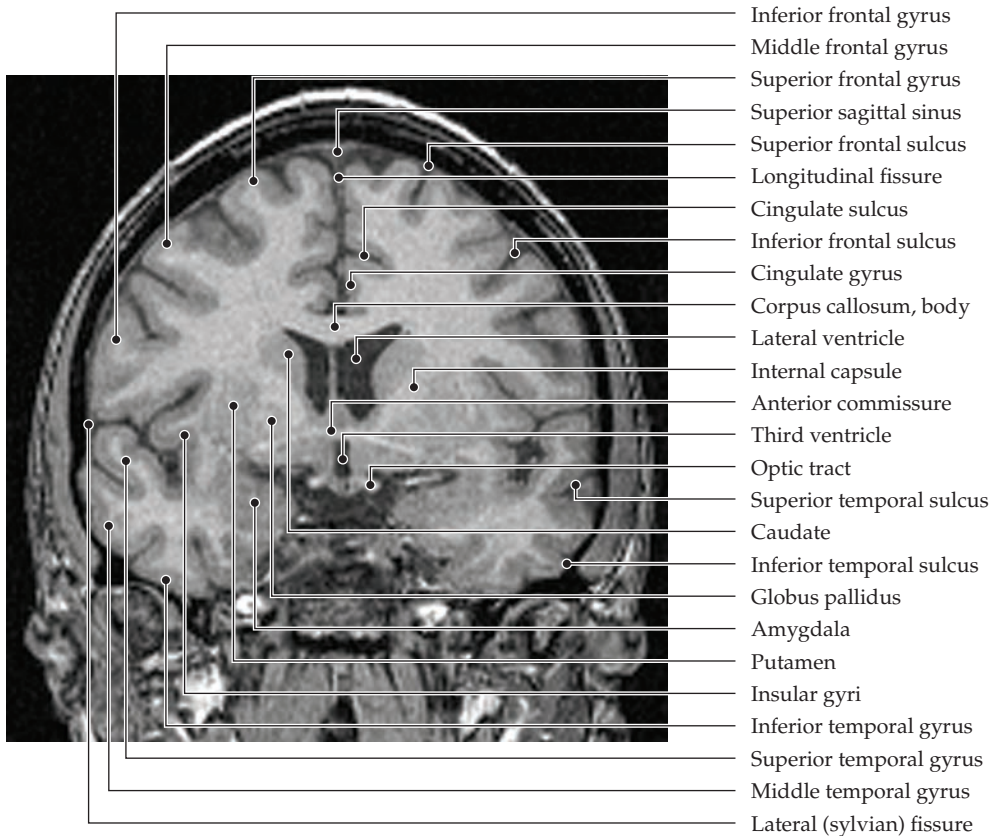 Inferior frontal gyrus
Middle frontal gyrus
Superior frontal gyrus
Superior sagittal sinus
Superior frontal sulcus
Longitudinal fissure
Cingulate sulcus
Inferior frontal sulcus
Cingulate gyrus
Corpus callosum, body
Lateral ventricle
Internal capsule
Anterior commissure
Third ventricle
Optic tract
Superior temporal sulcus
Caudate
Inferior temporal sulcus
Globus pallidus
Amygdala
Putamen
Insular gyri
Inferior temporal gyrus
Superior temporal gyrus
Middle temporal gyrus
Lateral (sylvian) fissure